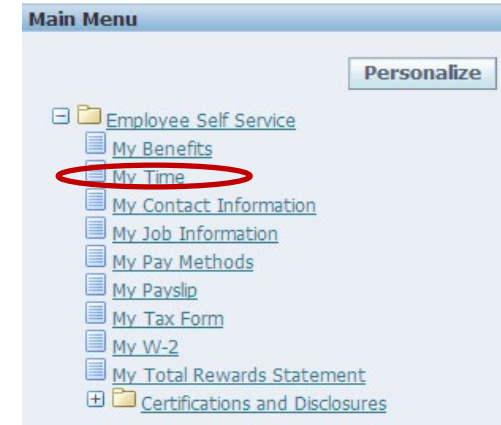 Main Menu
Personalize
Employee Self Service
My Benefits
My Time
My Contact Information
My Job Information
My Pay Methods
My Payslip
My Tax Form
My W-2
My Total Rewards Statement
Certifications and Disclosures